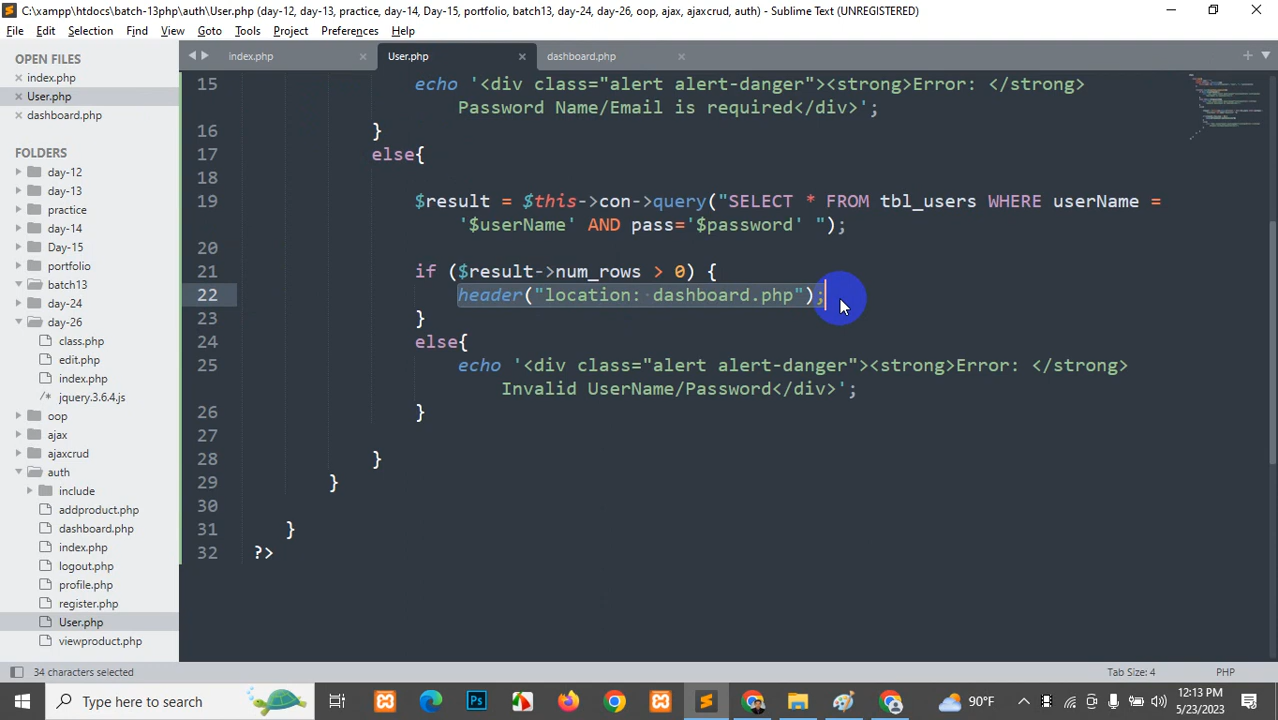 C:\xampp\htdocs\batch-13php\auth\User.php (day-12, day-13, practice, day-14, Day-15, portfolio, batch13, day-24, day-26, oop, ajax, ajaxcrud, auth) - Sublime Text (UNREGISTERED)
File Edit Selection Find View Goto Tools Project Preferences Help
OPEN FILES
index.php
User.php
dashboard.php
FOLDERS
day-12
day-13
practice
day-14
Day-15
portfolio
batch13
day-24
day-26
class.php
edit.php
index.php
jquery.3.6.4.js
oop
ajax
ajaxcrud
auth
include
addproduct.php
dashboard.php
index.php
logout.php
profile.php
register.php
User.php
viewproduct.php
index.php User.php dashboard.php
15 echo '<div class="alert alert-danger"><strong>Error: </strong>
Password Name/Email is required</div>';
16 }
17 else{
18
19 $result = $this->con->query("SELECT * FROM tbl_users WHERE userName =
'$userName' AND pass='$password' ");
20
21 if ($result->num_rows > 0) {
22 header("location: dashboard.php");
23 }
24 else{
25 echo '<div class="alert alert-danger"><strong>Error: </strong>
Invalid UserName/Password</div>';
26 }
27
28 }
29 }
30
31 }
32 ?>
34 characters selected Tab Size: 4 PHP
Type here to search
Ps
90°F
12:13 PM
5/23/2023